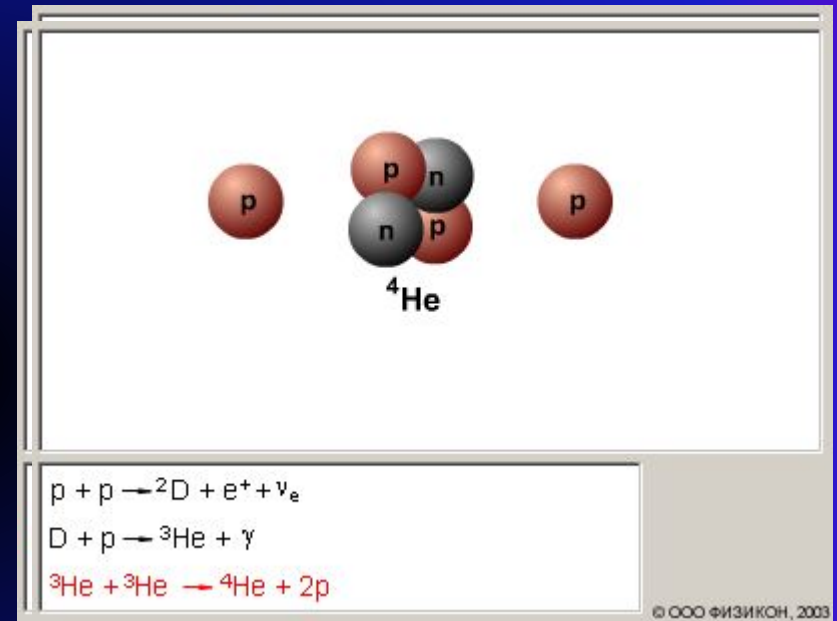 p p n p
n p
⁴He
p + p → ²D + e⁺ + νₑ
D + p → ³He + γ
³He + ³He → ⁴He + 2p
© ООО ФИЗИКОН, 2003